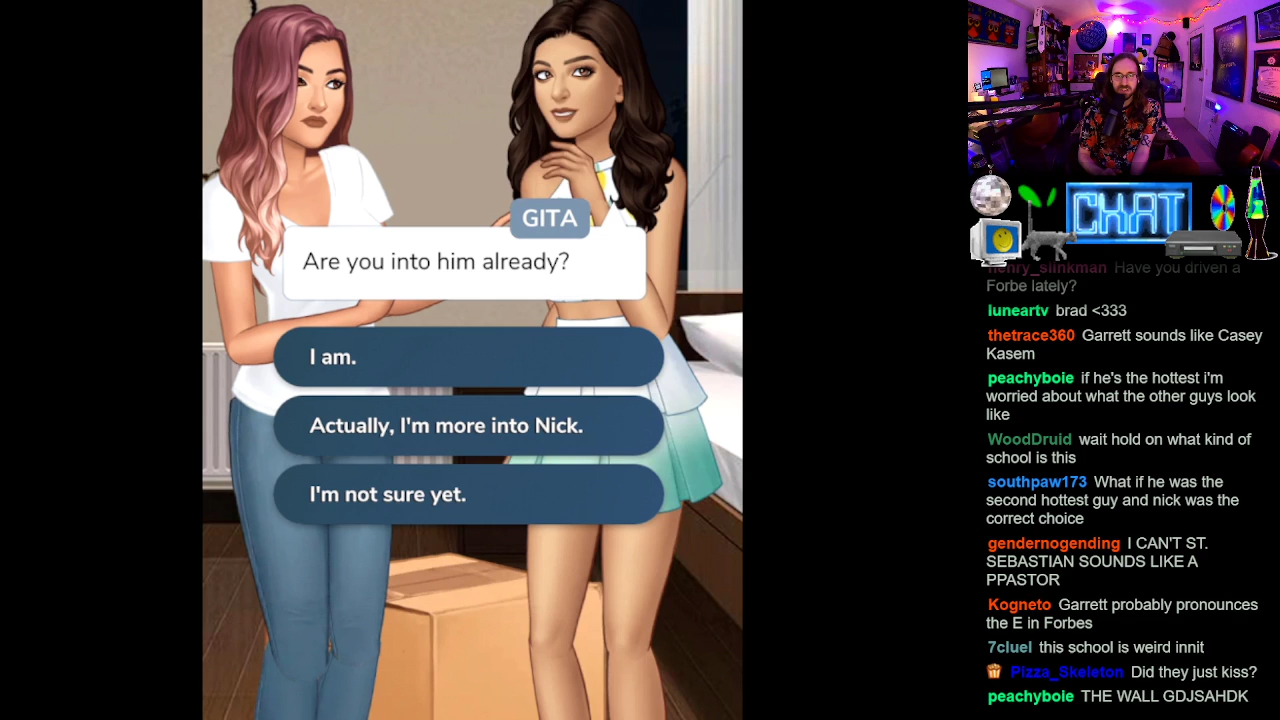 GITA
Are you into him already?
I am.
Actually, I'm more into Nick.
I'm not sure yet.
CHAT
henry_slinkman Have you driven a
Forbe lately?
luneartv brad <333
thetrace360 Garrett sounds like Casey
Kasem
peachyboie if he's the hottest i'm
worried about what the other guys look
like
WoodDruid wait hold on what kind of
school is this
southpaw173 What if he was the
second hottest guy and nick was the
correct choice
gendernogending I CAN'T ST.
SEBASTIAN SOUNDS LIKE A
PPASTOR
Kogneto Garrett probably pronounces
the E in Forbes
7cluel this school is weird innit
Pizza_Skeleton Did they just kiss?
peachyboie THE WALL GDJSAHDK